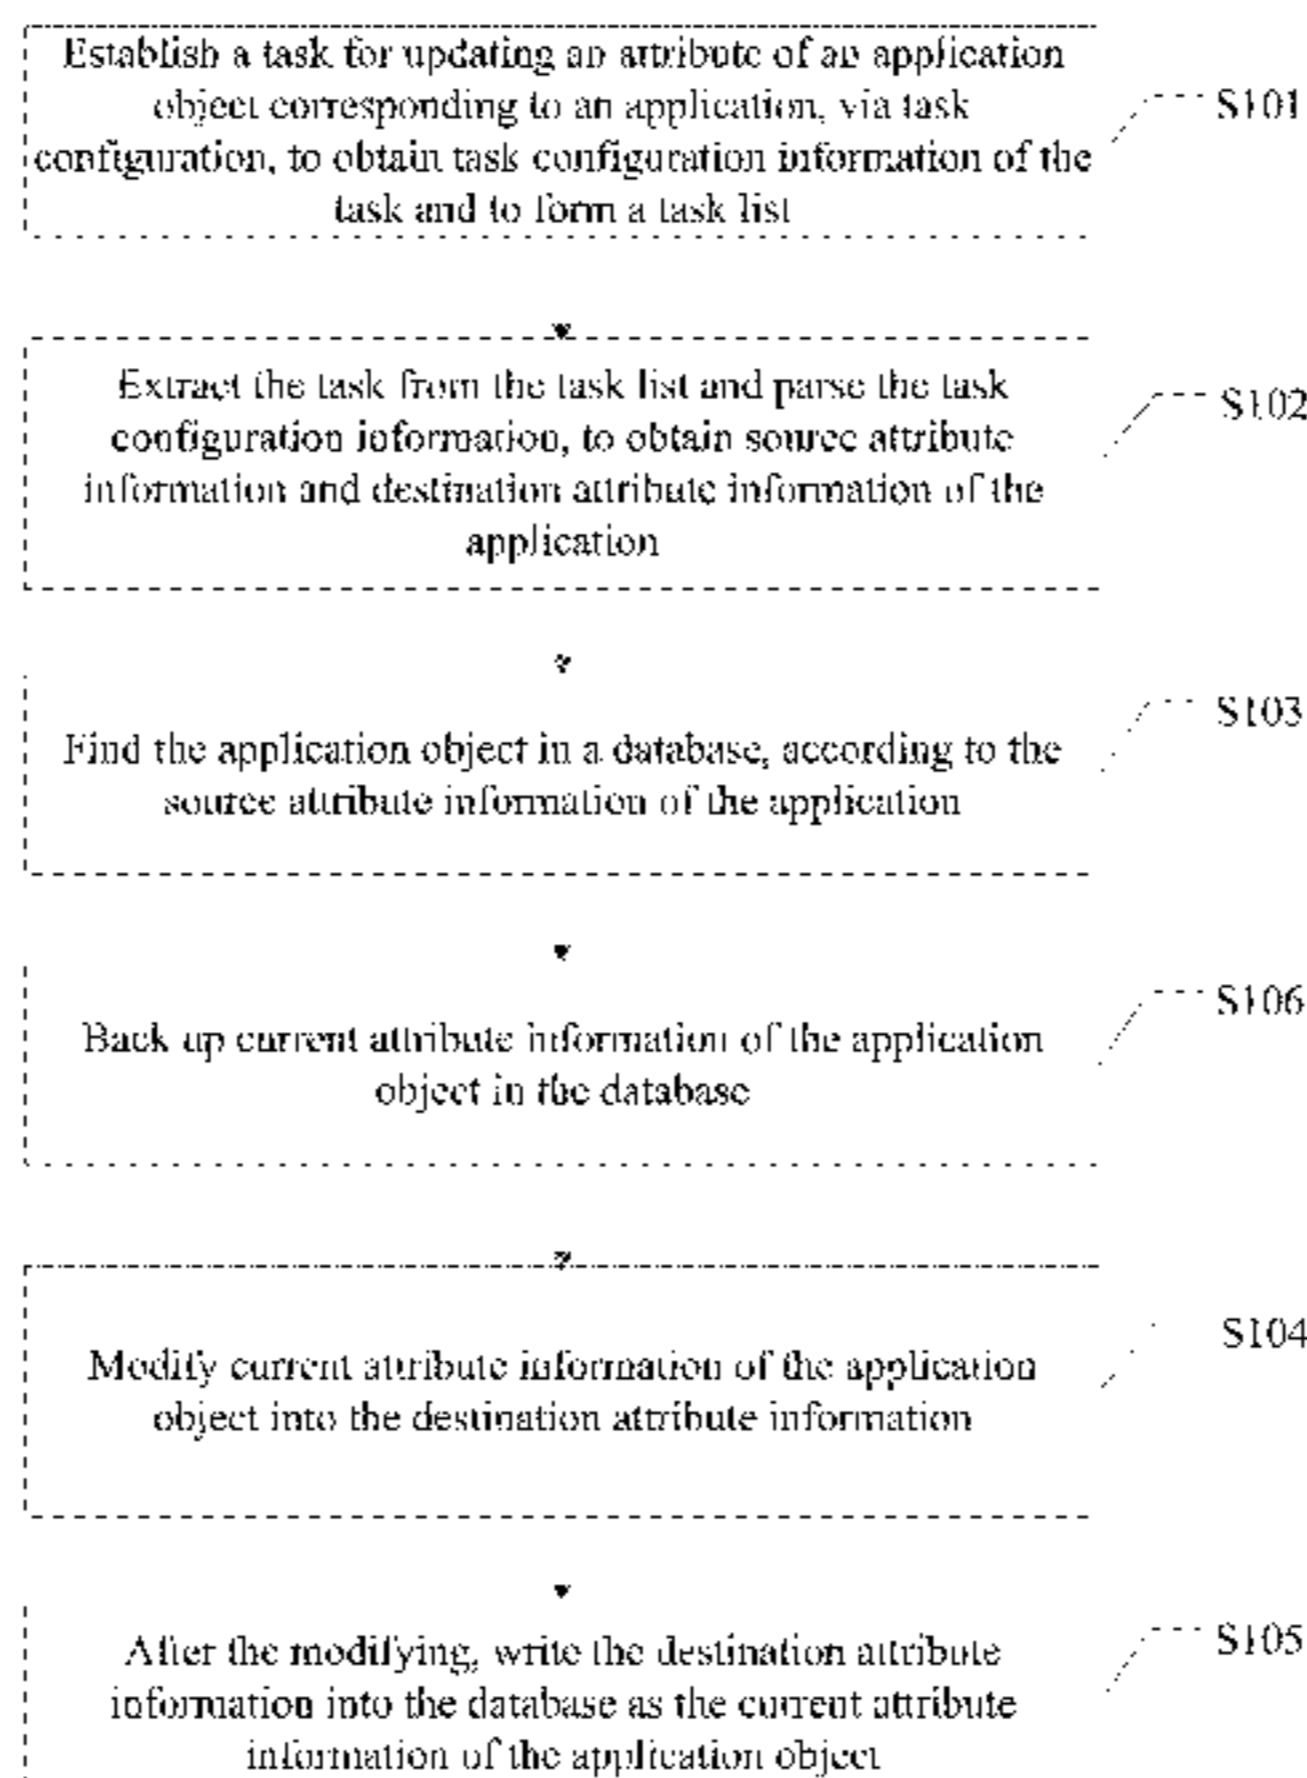 Establish a task for updating an attribute of an application
object corresponding to an application, via task
configuration, to obtain task configuration information of the
task and to form a task list
S101
Extract the task from the task list and parse the task
configuration information, to obtain source attribute
information and destination attribute information of the
application
S102
Find the application object in a database, according to the
source attribute information of the application
S103
Back up current attribute information of the application
object in the database
S106
Modify current attribute information of the application
object into the destination attribute information
S104
After the modifying, write the destination attribute
information into the database as the current attribute
information of the application object
S105